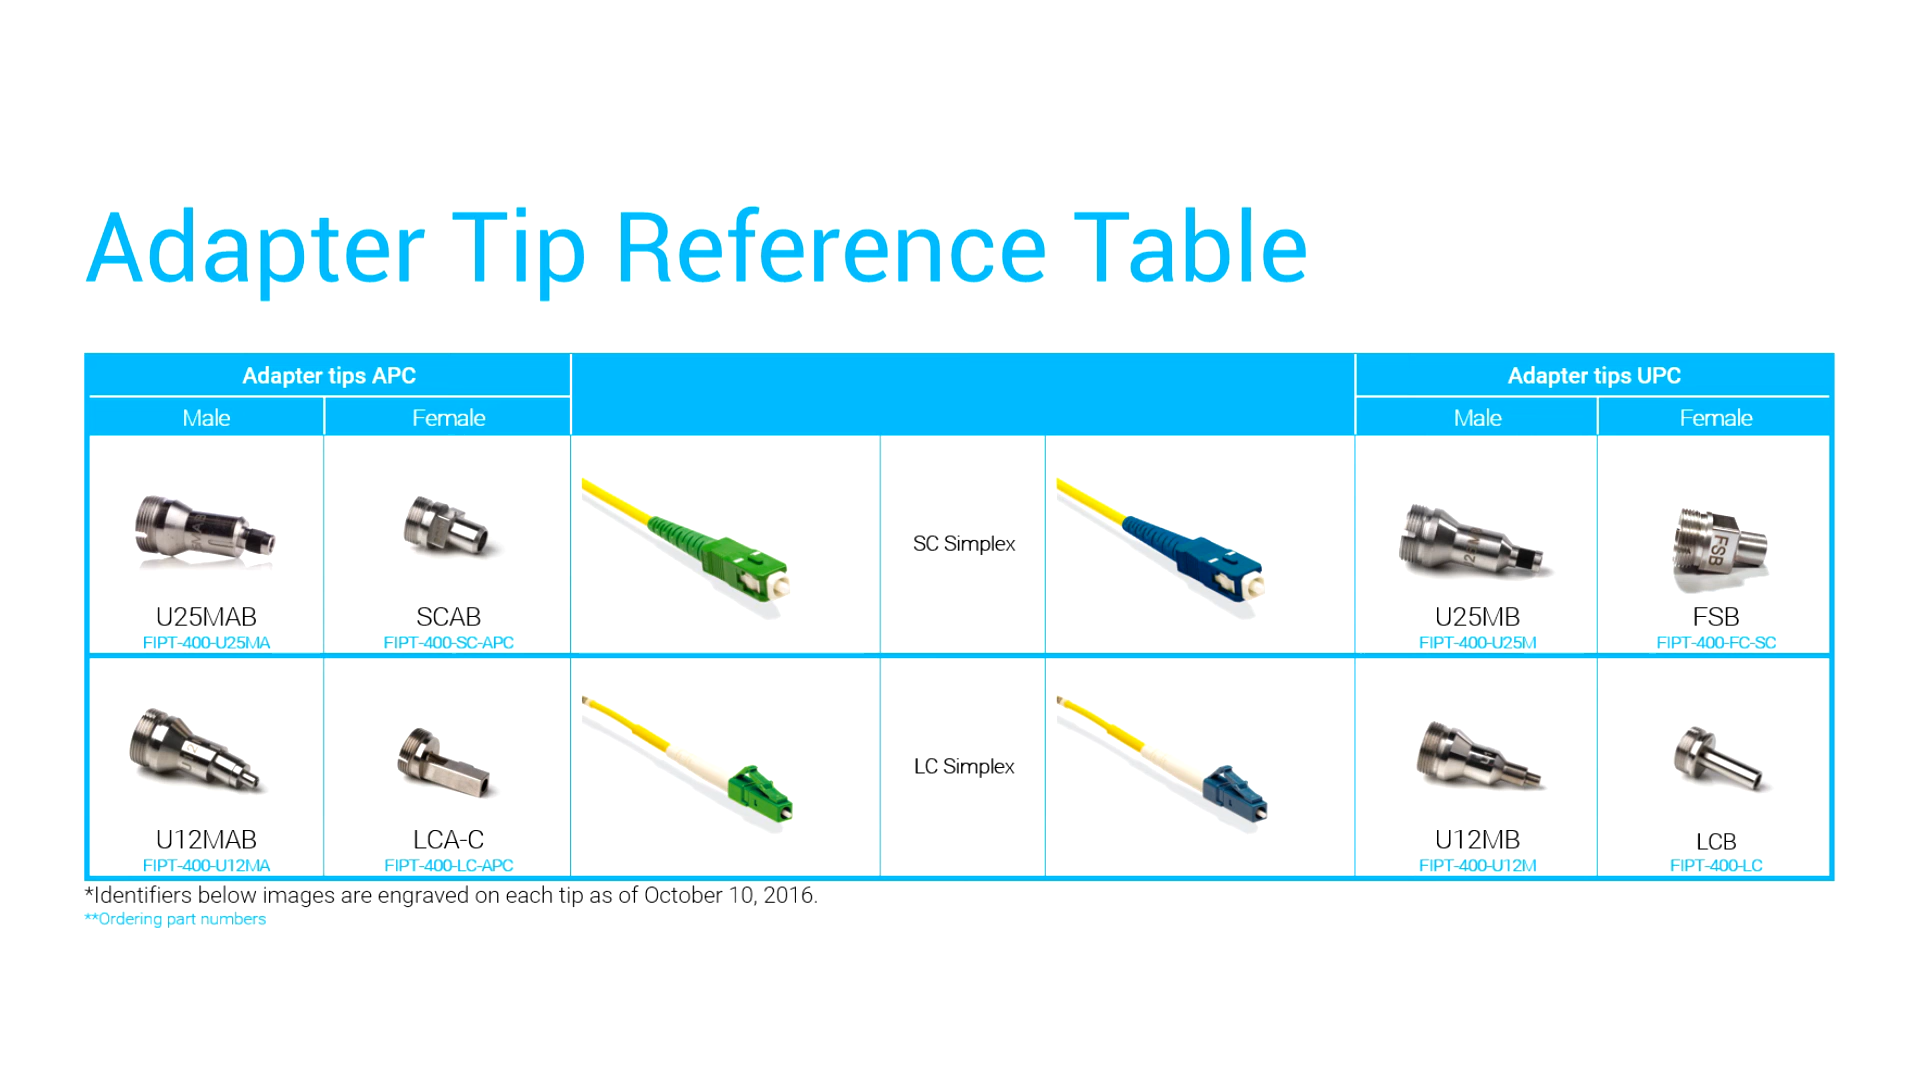 Adapter Tip Reference Table
Adapter tips APC
Adapter tips UPC
Male
Female
Male
Female
SC Simplex
FSB
U25MAB
SCAB
U25MB
FSB
FIPT-400-U25MA
FIPT-400-SC-APC
FIPT-400-U25M
FIPT-400-FC-SC
LC Simplex
U12MAB
LCA-C
U12MB
LCB
FIPT-400-U12MA
FIPT-400-LC-APC
FIPT-400-U12M
FIPT-400-LC
*Identifiers below images are engraved on each tip as of October 10, 2016.
**Ordering part numbers